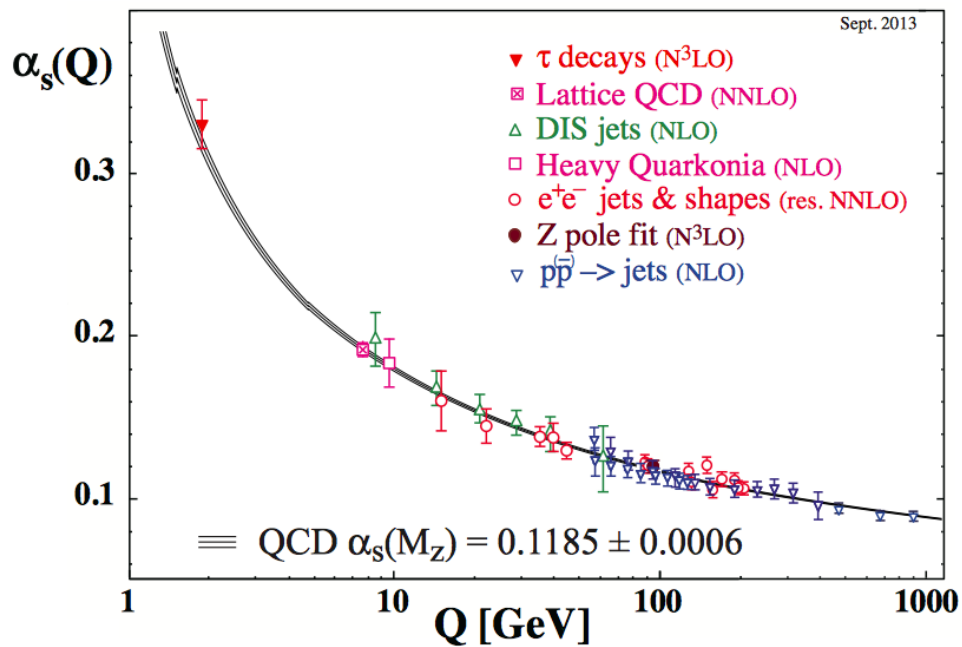 Sept. 2013
αs(Q)
τ decays (N³LO)
Lattice QCD (NNLO)
DIS jets (NLO)
Heavy Quarkonia (NLO)
e⁺e⁻ jets & shapes (res. NNLO)
Z pole fit (N³LO)
pp̄⁽⁻⁾ –> jets (NLO)
0.3
0.2
0.1
QCD αs(Mz) = 0.1185 ± 0.0006
1 10 100 1000
Q [GeV]